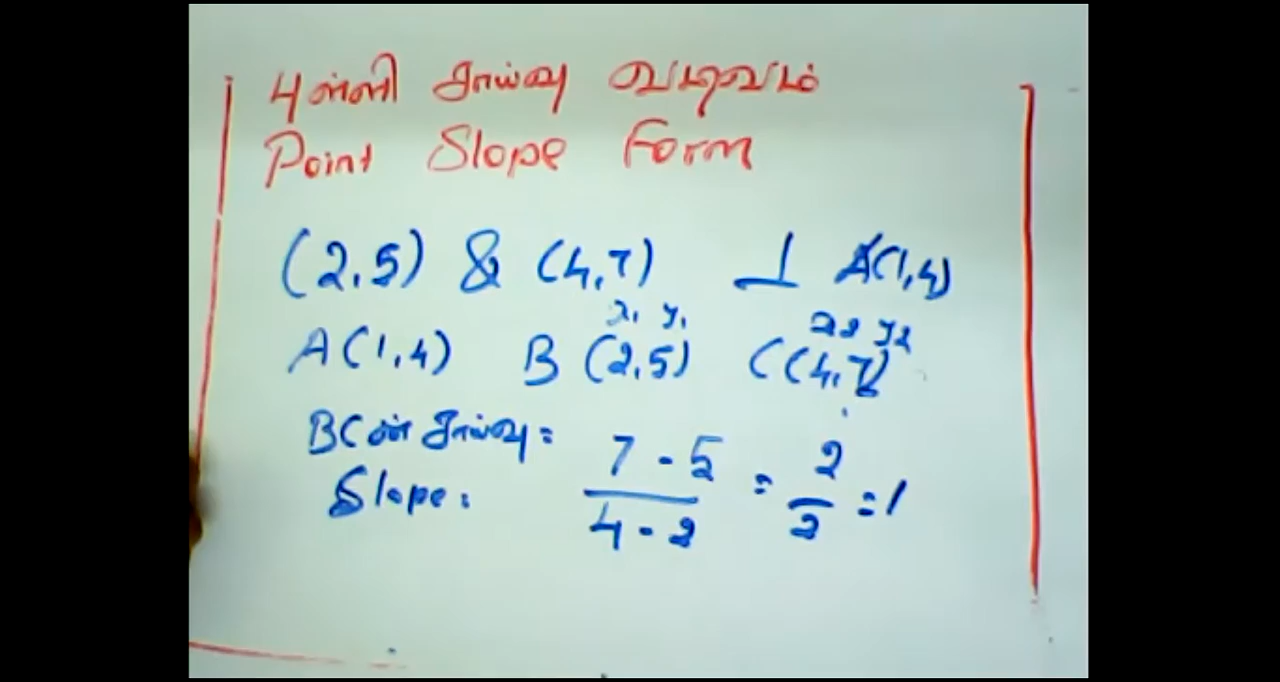 புள்ளி சாய்வு வடிவம்
Point Slope Form
(2,5) & (4,7) ⊥ A(1,4)
x₁ y₁ x₂ y₂
A(1,4) B (2,5) C(4,7)
BC ன் சாய்வு = 7 - 5 / 4 - 2 = 2 / 2 = 1
Slope =